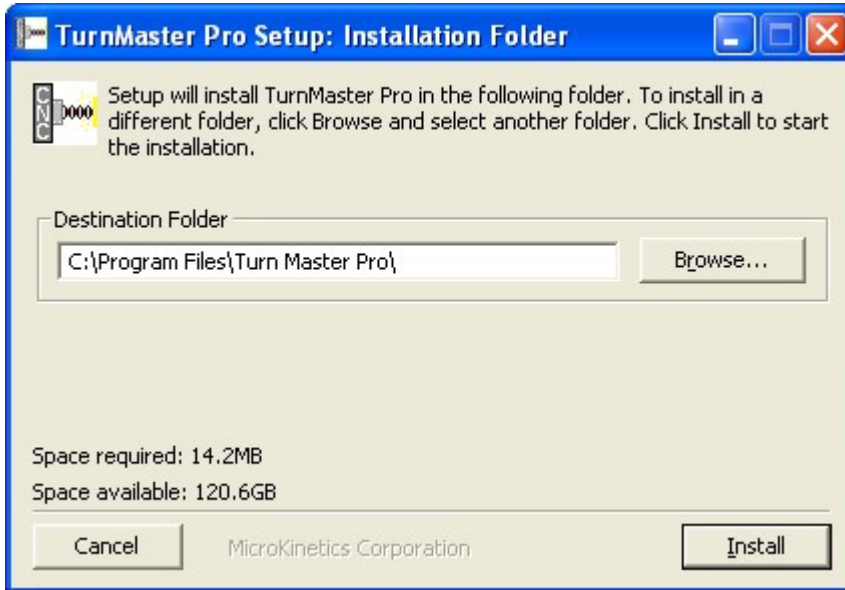 TurnMaster Pro Setup: Installation Folder
CNC
Setup will install TurnMaster Pro in the following folder. To install in a
different folder, click Browse and select another folder. Click Install to start
the installation.
Destination Folder
C:\Program Files\Turn Master Pro\
Browse...
Space required: 14.2MB
Space available: 120.6GB
Cancel
MicroKinetics Corporation
Install